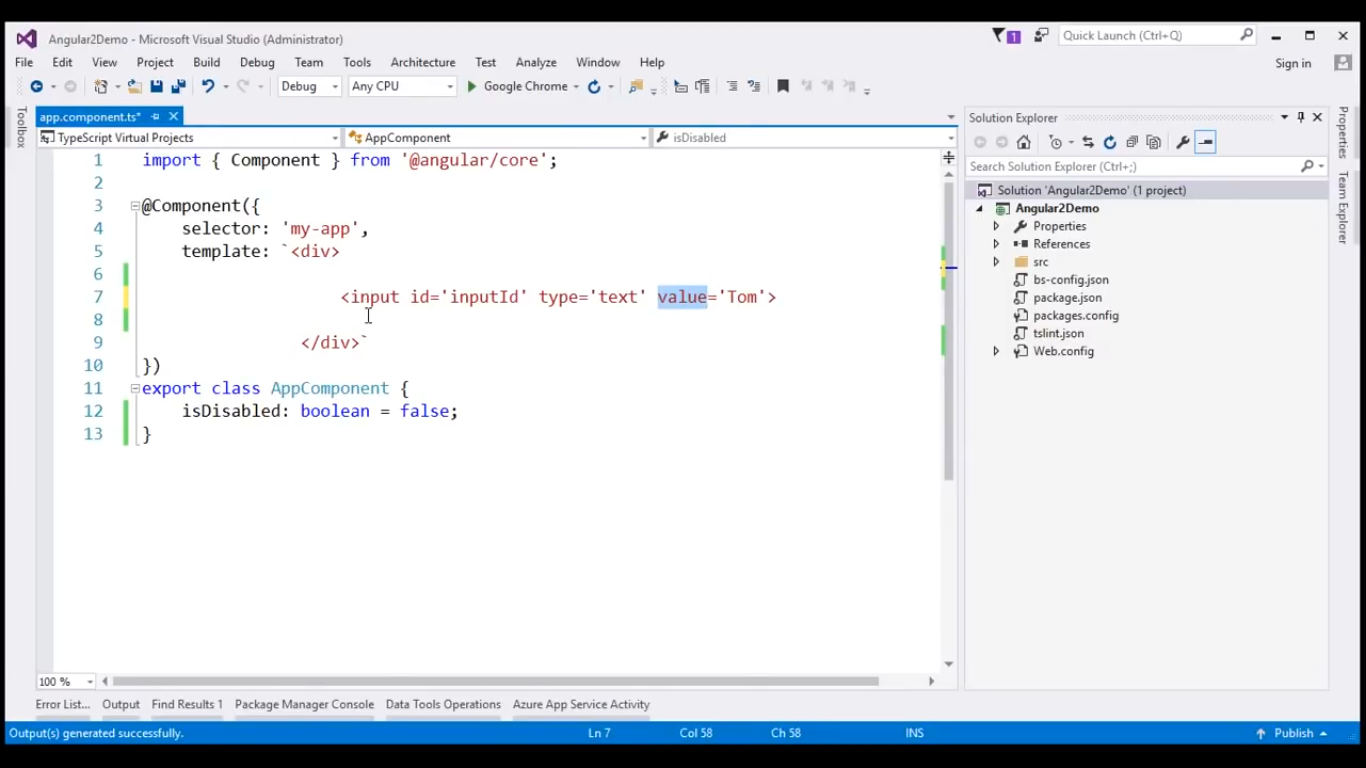 Angular2Demo - Microsoft Visual Studio (Administrator)
1
Quick Launch (Ctrl+Q)
File Edit View Project Build Debug Team Tools Architecture Test Analyze Window Help
Sign in
Debug Any CPU Google Chrome
Toolbox
app.component.ts*
TypeScript Virtual Projects AppComponent isDisabled
1 import { Component } from '@angular/core';
2
3 @Component({
4 selector: 'my-app',
5 template: `<div>
6
7 <input id='inputId' type='text' value='Tom'>
8
9 </div>`
10 })
11 export class AppComponent {
12 isDisabled: boolean = false;
13 }
100 %
Solution Explorer
Search Solution Explorer (Ctrl+;)
Solution 'Angular2Demo' (1 project)
Angular2Demo
Properties
References
src
bs-config.json
package.json
packages.config
tslint.json
Web.config
Properties
Team Explorer
Error List... Output Find Results 1 Package Manager Console Data Tools Operations Azure App Service Activity
Output(s) generated successfully. Ln 7 Col 58 Ch 58 INS Publish